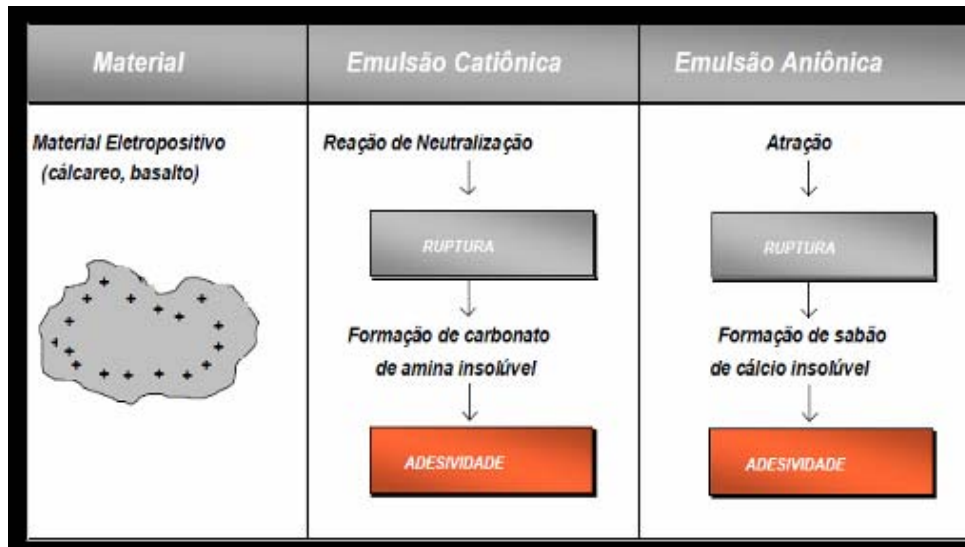 Material
Emulsão Catiônica
Emulsão Aniônica
Material Eletropositivo
(cálcareo, basalto)
Reação de Neutralização
RUPTURA
Formação de carbonato
de amina insolúvel
ADESIVIDADE
Atração
RUPTURA
Formação de sabão
de cálcio insolúvel
ADESIVIDADE